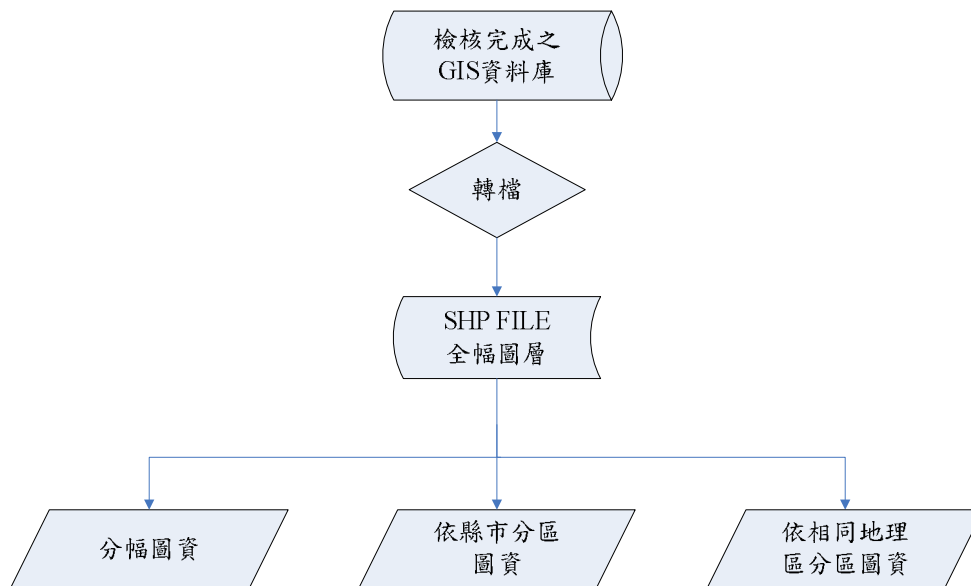 檢核完成之
GIS資料庫
轉檔
SHP FILE
全幅圖層
分幅圖資
依縣市分區
圖資
依相同地理
區分區圖資